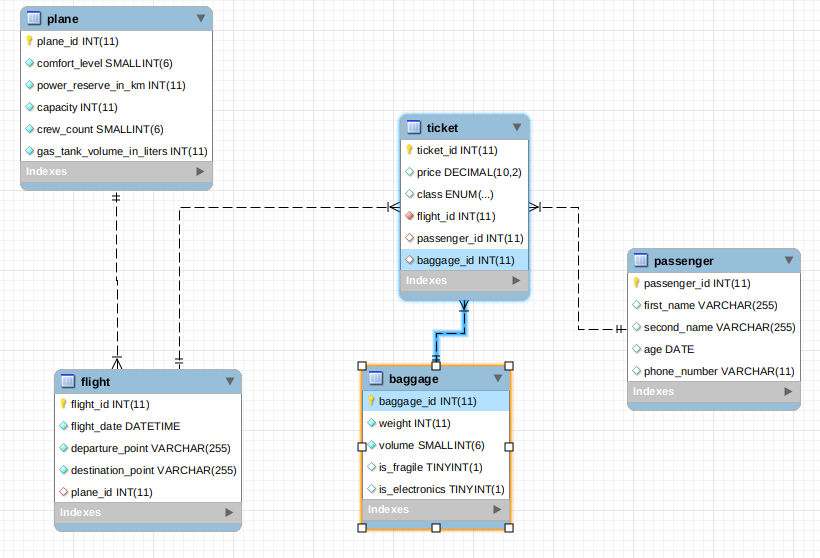 plane
plane_id INT(11)
comfort_level SMALLINT(6)
power_reserve_in_km INT(11)
capacity INT(11)
crew_count SMALLINT(6)
gas_tank_volume_in_liters INT(11)
Indexes
ticket
ticket_id INT(11)
price DECIMAL(10,2)
class ENUM(...)
flight_id INT(11)
passenger_id INT(11)
baggage_id INT(11)
Indexes
passenger
passenger_id INT(11)
first_name VARCHAR(255)
second_name VARCHAR(255)
age DATE
phone_number VARCHAR(11)
Indexes
flight
flight_id INT(11)
flight_date DATETIME
departure_point VARCHAR(255)
destination_point VARCHAR(255)
plane_id INT(11)
Indexes
baggage
baggage_id INT(11)
weight INT(11)
volume SMALLINT(6)
is_fragile TINYINT(1)
is_electronics TINYINT(1)
Indexes